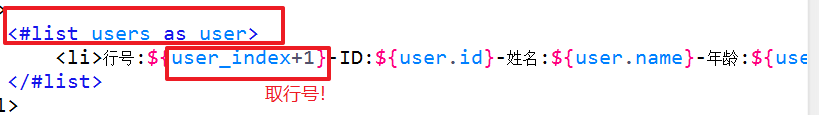 <#list users as user>
<li>行号:${user_index+1}-ID:${user.id}-姓名:${user.name}-年龄:${use
</#list>
取行号!
l>